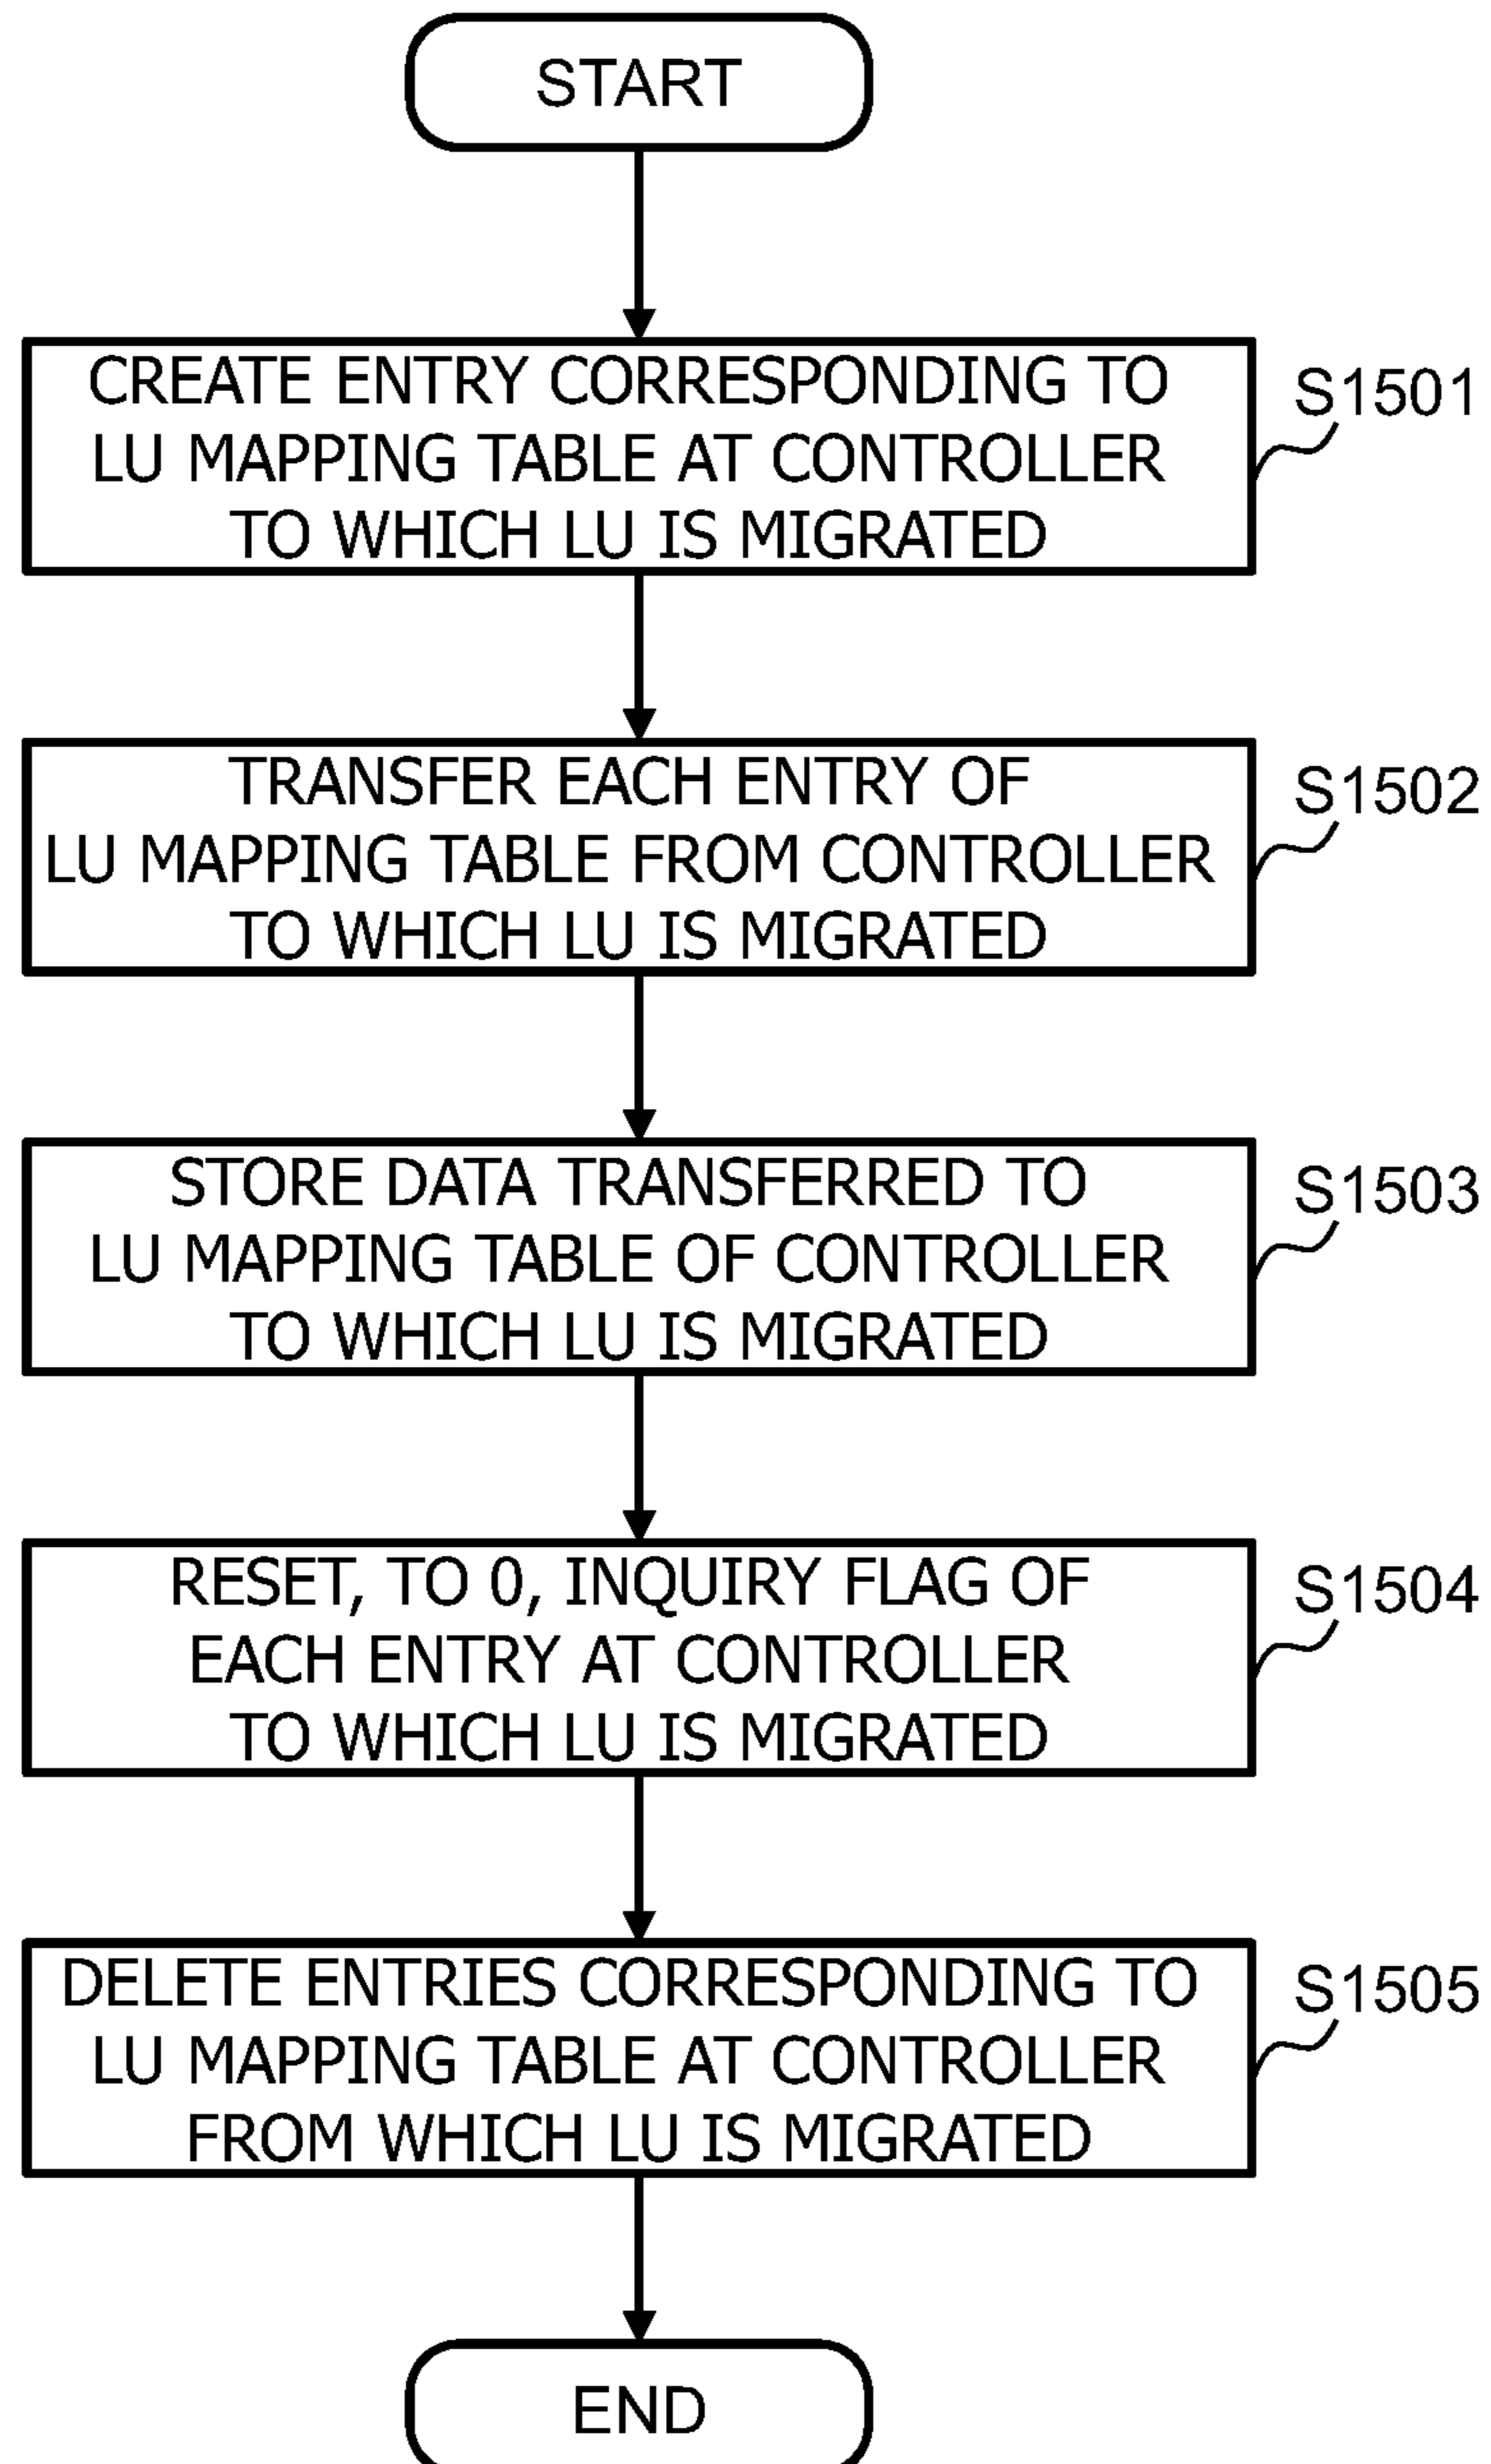 START
CREATE ENTRY CORRESPONDING TO
LU MAPPING TABLE AT CONTROLLER
TO WHICH LU IS MIGRATED
S1501
TRANSFER EACH ENTRY OF
LU MAPPING TABLE FROM CONTROLLER
TO WHICH LU IS MIGRATED
S1502
STORE DATA TRANSFERRED TO
LU MAPPING TABLE OF CONTROLLER
TO WHICH LU IS MIGRATED
S1503
RESET, TO 0, INQUIRY FLAG OF
EACH ENTRY AT CONTROLLER
TO WHICH LU IS MIGRATED
S1504
DELETE ENTRIES CORRESPONDING TO
LU MAPPING TABLE AT CONTROLLER
FROM WHICH LU IS MIGRATED
S1505
END